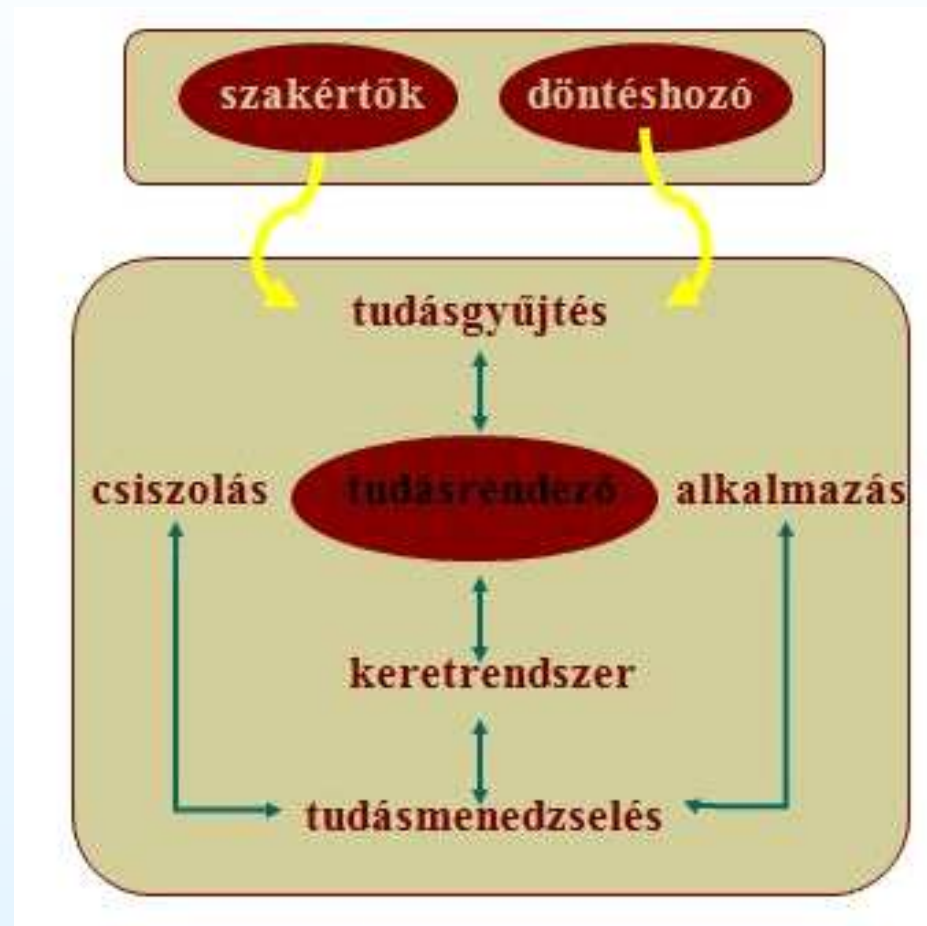 szakértők döntéshozó
tudásgyűjtés
csiszolás tudásrendező alkalmazás
keretrendszer
tudásmenedzselés